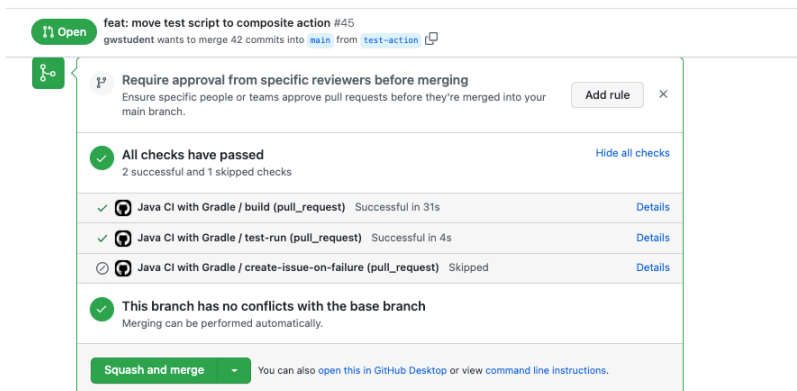 Open
feat: move test script to composite action #45
gwstudent wants to merge 42 commits into main from test-action
Require approval from specific reviewers before merging
Ensure specific people or teams approve pull requests before they're merged into your
main branch.
Add rule
All checks have passed
2 successful and 1 skipped checks
Hide all checks
Java CI with Gradle / build (pull_request) Successful in 31s Details
Java CI with Gradle / test-run (pull_request) Successful in 4s Details
Java CI with Gradle / create-issue-on-failure (pull_request) Skipped Details
This branch has no conflicts with the base branch
Merging can be performed automatically.
Squash and merge
You can also open this in GitHub Desktop or view command line instructions.